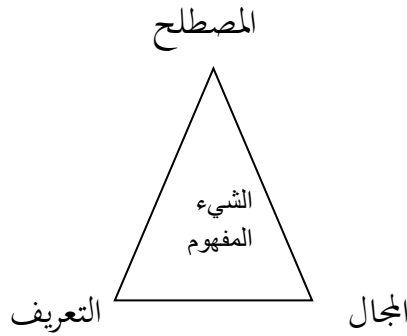 المصطلح
الشيء
المفهوم
المجال
التعريف